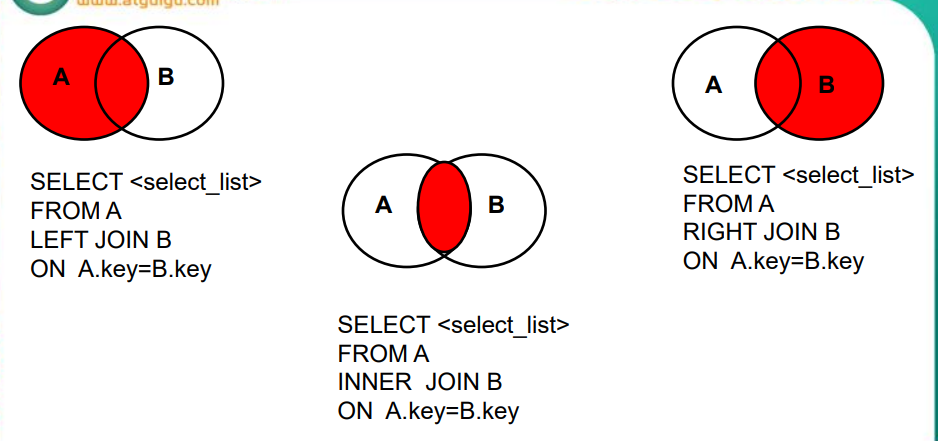 www.atguigu.com
A
B
SELECT <select_list>
FROM A
LEFT JOIN B
ON A.key=B.key
A
B
SELECT <select_list>
FROM A
INNER JOIN B
ON A.key=B.key
A
B
SELECT <select_list>
FROM A
RIGHT JOIN B
ON A.key=B.key